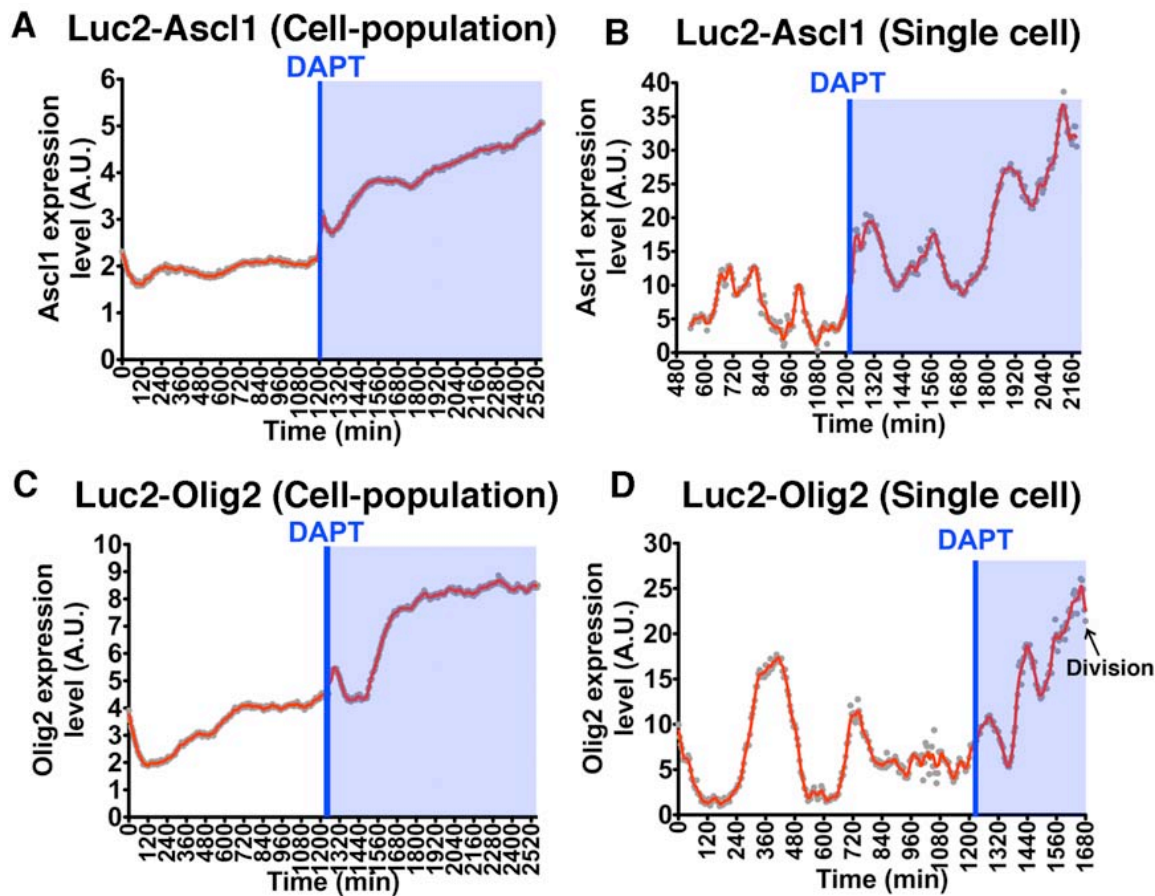 A Luc2-Ascl1 (Cell-population)
DAPT
Ascl1 expression
level (A.U.)
6
5
4
3
2
1
0
0 120 240 360 480 600 720 840 960 1080 1200 1320 1440 1560 1680 1800 1920 2040 2160 2280 2400 2520
Time (min)
B Luc2-Ascl1 (Single cell)
DAPT
Ascl1 expression
level (A.U.)
40
35
30
25
20
15
10
5
0
480 600 720 840 960 1080 1200 1320 1440 1560 1680 1800 1920 2040 2160
Time (min)
C Luc2-Olig2 (Cell-population)
DAPT
Olig2 expression
level (A.U.)
10
9
8
7
6
5
4
3
2
1
0
0 120 240 360 480 600 720 840 960 1080 1200 1320 1440 1560 1680 1800 1920 2040 2160 2280 2400 2520
Time (min)
D Luc2-Olig2 (Single cell)
DAPT
Olig2 expression
level (A.U.)
30
25
20
15
10
5
0
Division
0 120 240 360 480 600 720 840 960 1080 1200 1320 1440 1560 1680
Time (min)